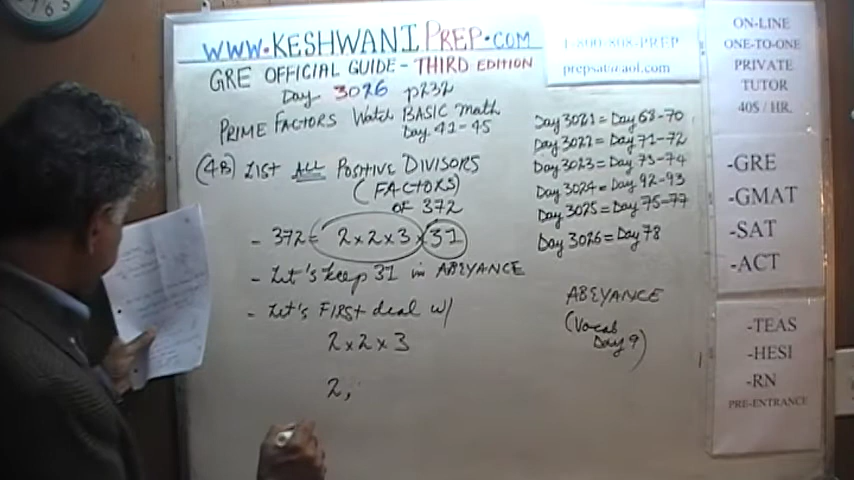 WWW.KESHWANIPREP.COM
GRE OFFICIAL GUIDE - THIRD EDITION
Day 3026 p232
PRIME FACTORS Watch BASIC Math
Day 41-45
(4B) LIST ALL POSITIVE DIVISORS
(FACTORS)
OF 372
- 372 = 2 x 2 x 3 x 31
- Let's keep 31 in ABEYANCE
- Let's FIRST deal w/
2 x 2 x 3
2,
1-800-808-PREP
prepsat@aol.com
Day 3021 = Day 68-70
Day 3022 = Day 71-72
Day 3023 = Day 73-74
Day 3024 = Day 92-93
Day 3025 = Day 75-77
Day 3026 = Day 78
ABEYANCE
(Vocab
Day 9)
ON-LINE
ONE-TO-ONE
PRIVATE
TUTOR
40$ / HR.
-GRE
-GMAT
-SAT
-ACT
-TEAS
-HESI
-RN
PRE-ENTRANCE